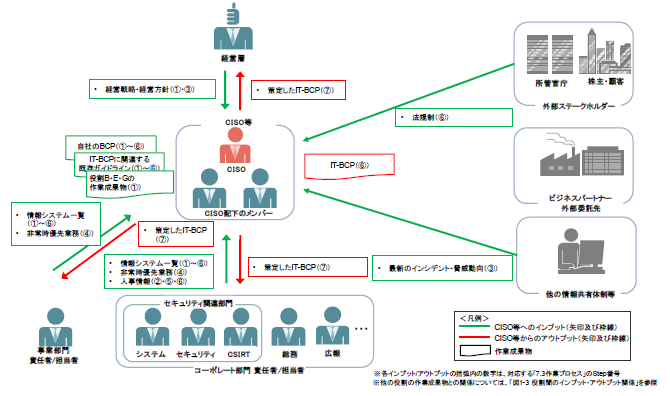 経営層
・ 経営戦略・経営方針(①・③)
・ 策定したIT-BCP(⑦)
所管官庁
株主・顧客
外部ステークホルダー
・ 法規制(⑥)
CISO等
CISO
CISO配下のメンバー
自社のBCP(①～⑥)
IT-BCPに関連する
既存ガイドライン(①～⑥)
役割B・E・Gの
作業成果物(①)
IT-BCP(⑥)
ビジネスパートナー
外部委託先
・ 情報システム一覧
(①～⑥)
・ 非常時優先業務(④)
・ 策定したIT-BCP
(⑦)
・ 情報システム一覧(①～⑥)
・ 非常時優先業務(④)
・ 人事情報(②・⑤・⑥)
・ 策定したIT-BCP(⑦)
・ 最新のインシデント・脅威動向(③)
他の情報共有体制等
事業部門
責任者/担当者
セキュリティ関連部門
システム
セキュリティ
CSIRT
総務
広報
…
コーポレート部門 責任者/担当者
＜凡例＞
CISO等へのインプット(矢印及び枠線)
CISO等からのアウトプット(矢印及び枠線)
作業成果物
※各インプット/アウトプットの括弧内の数字は、対応する「7.3作業プロセス」のStep番号
※他の役割の作業成果物との関係については、「図1-3 役割間のインプット・アウトプット関係」を参照